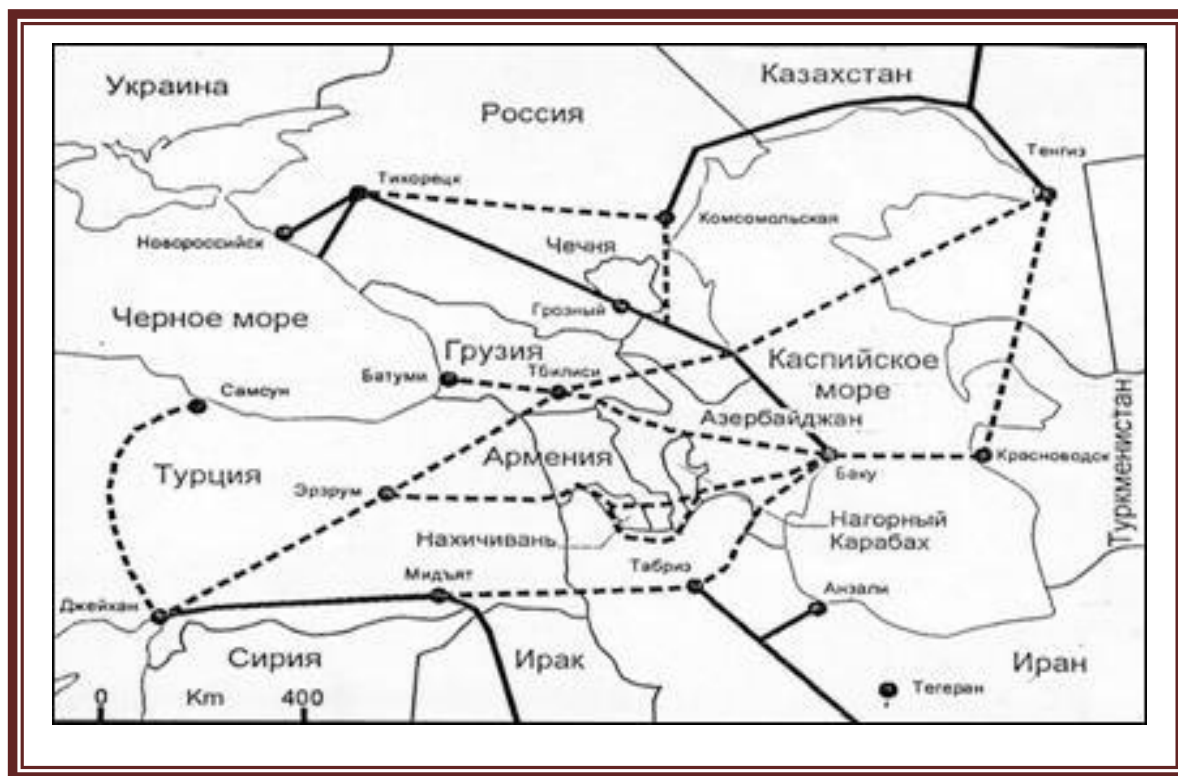 Украина
Казахстан
Россия
Тенгиз
Тихорецк
Комсомольская
Новороссийск
Чечня
Грозный
Черное море
Грузия
Каспийское
море
Батуми
Тбилиси
Самсун
Азербайджан
Армения
Турция
Баку
Красноводск
Туркменистан
Эрзрум
Нагорный
Карабах
Нахичивань
Табриз
Мидъят
Анзали
Джейхан
Сирия
Ирак
Иран
Тегеран
0 Km 400